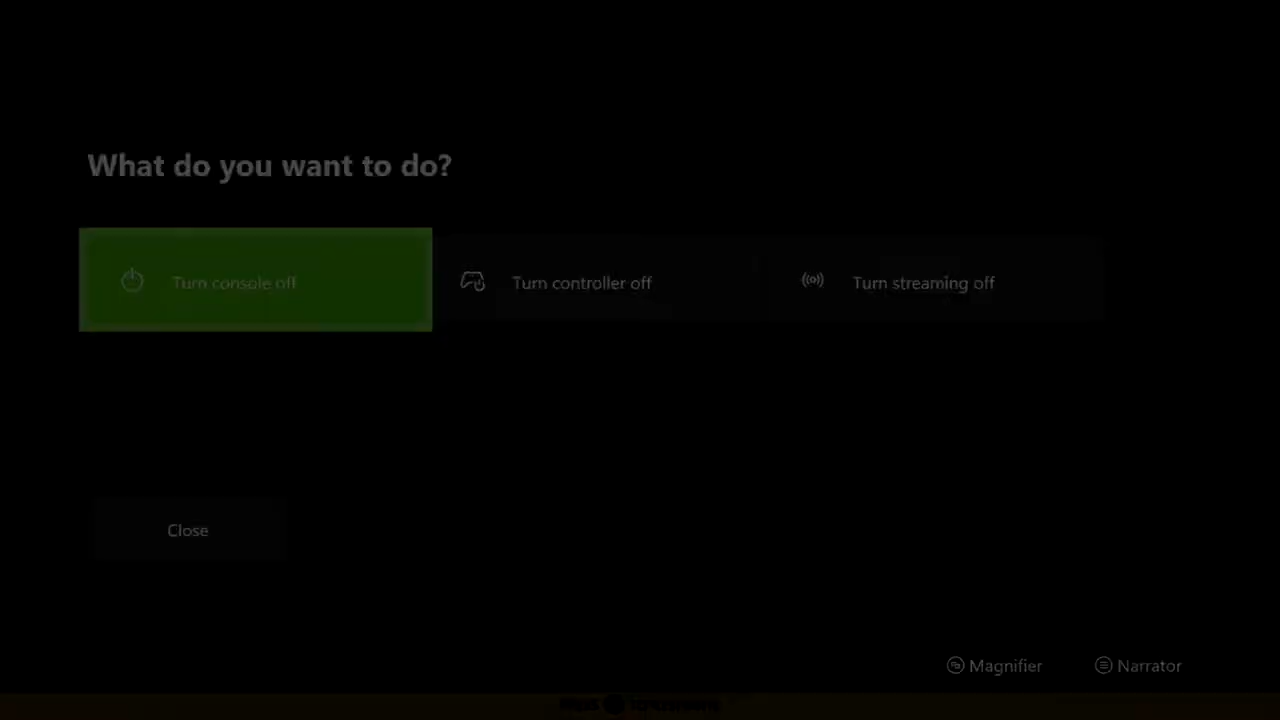 What do you want to do?
Turn console off
Turn controller off
Turn streaming off
Close
Magnifier
Narrator